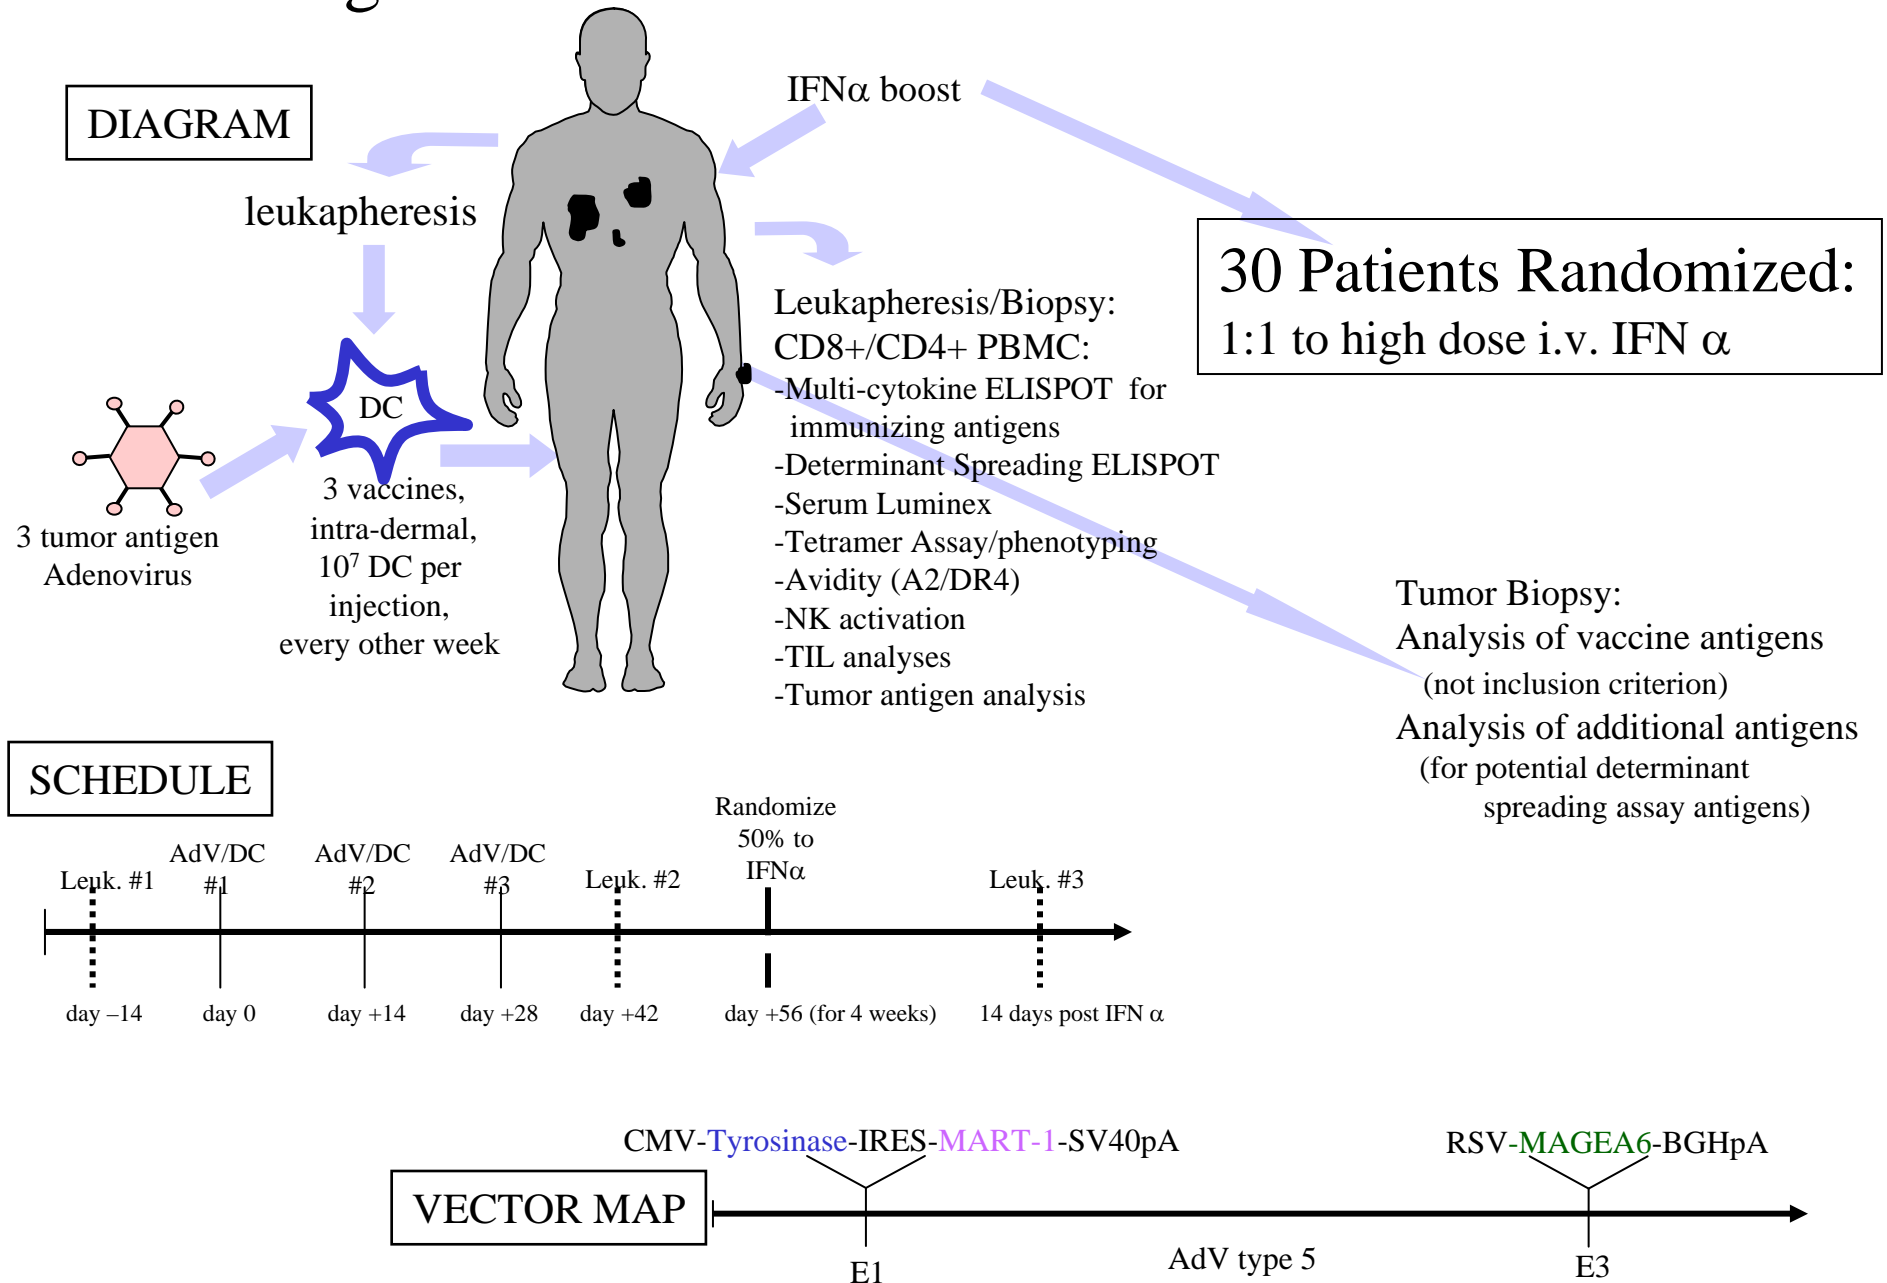 DIAGRAM
IFNα boost
leukapheresis
30 Patients Randomized:
1:1 to high dose i.v. IFN α
Leukapheresis/Biopsy:
CD8+/CD4+ PBMC:
-Multi-cytokine ELISPOT for
immunizing antigens
-Determinant Spreading ELISPOT
-Serum Luminex
-Tetramer Assay/phenotyping
-Avidity (A2/DR4)
-NK activation
-TIL analyses
-Tumor antigen analysis
DC
3 tumor antigen
Adenovirus
3 vaccines,
intra-dermal,
10⁷ DC per
injection,
every other week
Tumor Biopsy:
Analysis of vaccine antigens
(not inclusion criterion)
Analysis of additional antigens
(for potential determinant
spreading assay antigens)
SCHEDULE
Leuk. #1
AdV/DC
#1
AdV/DC
#2
AdV/DC
#3
Leuk. #2
Randomize
50% to
IFNα
Leuk. #3
day –14
day 0
day +14
day +28
day +42
day +56 (for 4 weeks)
14 days post IFN α
CMV-Tyrosinase-IRES-MART-1-SV40pA
RSV-MAGEA6-BGHpA
VECTOR MAP
E1
AdV type 5
E3